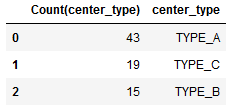 Count(center_type) center_type
0 43 TYPE_A
1 19 TYPE_C
2 15 TYPE_B